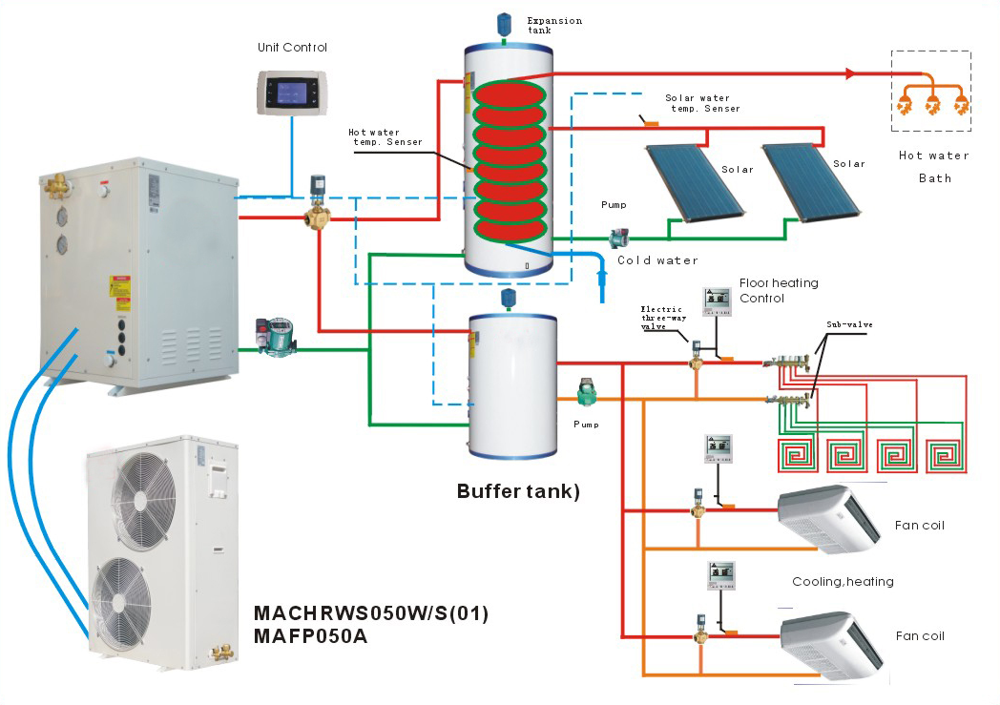 Expansion
tank
Unit Control
Solar water
temp. Senser
Hot water
temp. Senser
Hot water
Bath
Solar
Solar
Pump
Cold water
Floor heating
Control
Electric
three-way
valve
Sub-valve
Pump
Buffer tank)
Fan coil
Cooling,heating
MACHRWS050W/S(01)
MAFP050A
Fan coil